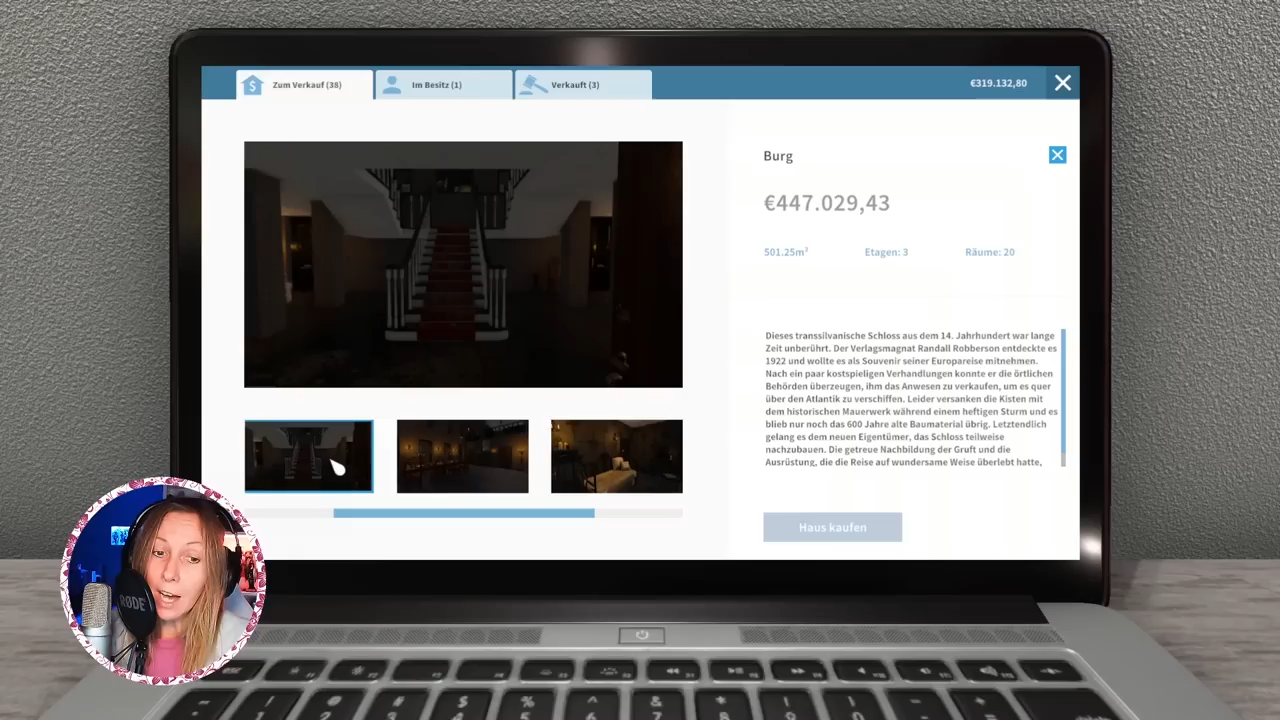 Zum Verkauf (38)
Im Besitz (1)
Verkauft (3)
€319.132,80
Burg
€447.029,43
501.25m²
Etagen: 3
Räume: 20
Dieses transsilvanische Schloss aus dem 14. Jahrhundert war lange
Zeit unberührt. Der Verlagsmagnat Randall Robberson entdeckte es
1922 und wollte es als Souvenir seiner Europareise mitnehmen.
Nach ein paar kostspieligen Verhandlungen konnte er die örtlichen
Behörden überzeugen, ihm das Anwesen zu verkaufen, um es quer
über den Atlantik zu verschiffen. Leider versanken die Kisten mit
dem historischen Mauerwerk während einem heftigen Sturm und es
blieb nur noch das 600 Jahre alte Baumaterial übrig. Letztendlich
gelang es dem neuen Eigentümer, das Schloss teilweise
nachzubauen. Die getreue Nachbildung der Gruft und die
Ausrüstung, die die Reise auf wundersame Weise überlebt hatte,
Haus kaufen
RØDE